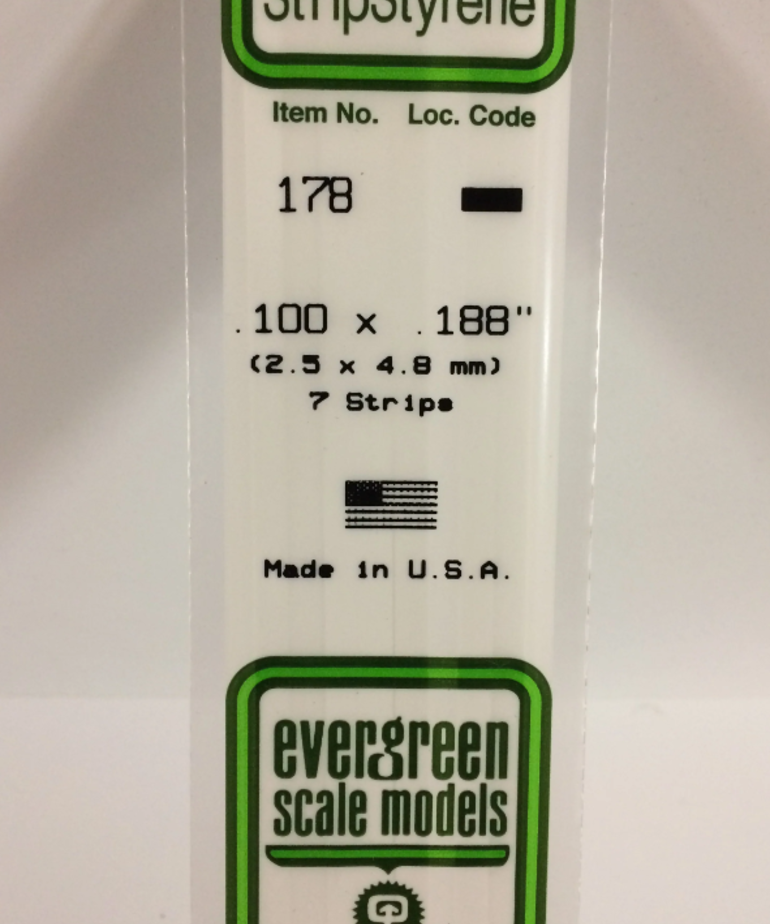 StripStyrene
Item No. Loc. Code
178
.100 x .188"
(2.5 x 4.8 mm)
7 Strips
Made in U.S.A.
evergreen
scale models